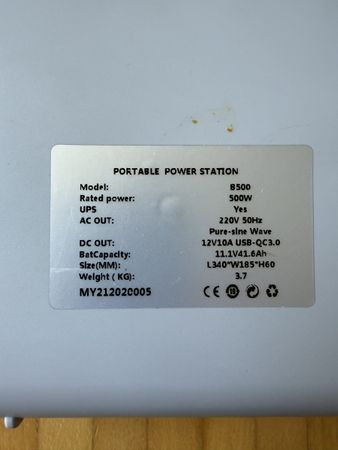 PORTABLE POWER STATION
Model: B500
Rated power: 500W
UPS Yes
AC OUT: 220V 50Hz
Pure-sine Wave
DC OUT: 12V10A USB-QC3.0
BatCapacity: 11.1V41.6Ah
Size(MM): L340*W185*H60
Weight ( KG): 3.7
MY212020005 CE